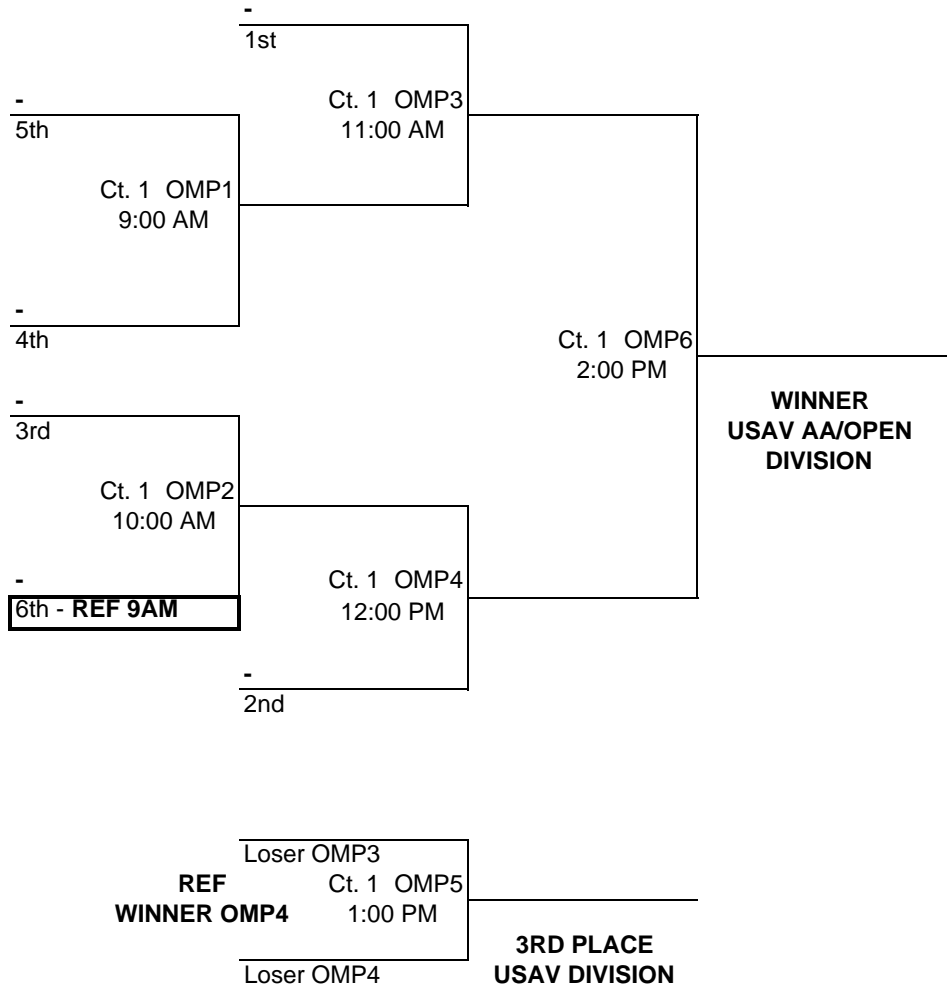 -
1st
-
5th
Ct. 1 OMP3
11:00 AM
Ct. 1 OMP1
9:00 AM
-
4th
Ct. 1 OMP6
2:00 PM
-
3rd
WINNER
USAV AA/OPEN
DIVISION
Ct. 1 OMP2
10:00 AM
-
6th - REF 9AM
Ct. 1 OMP4
12:00 PM
-
2nd
Loser OMP3
REF
WINNER OMP4
Ct. 1 OMP5
1:00 PM
Loser OMP4
3RD PLACE
USAV DIVISION